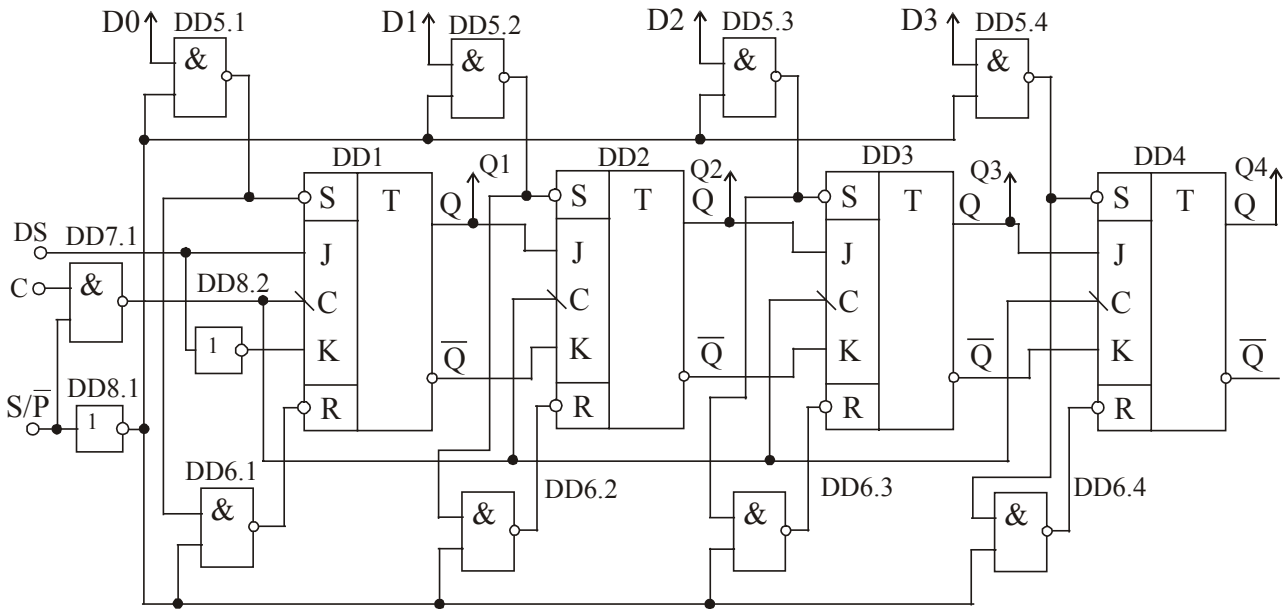 D0 DD5.1 D1 DD5.2 D2 DD5.3 D3 DD5.4
& & & &
DD1 Q1 DD2 Q2 DD3 Q3 DD4 Q4
S T Q S T Q S T Q S T Q
DS DD7.1 J J J J
C & DD8.2 C C C C
1 K Q̅ K Q̅ K Q̅ K Q̅
S/P̅ 1 DD8.1 R R R R
DD6.1 DD6.2 DD6.3 DD6.4
& & & &